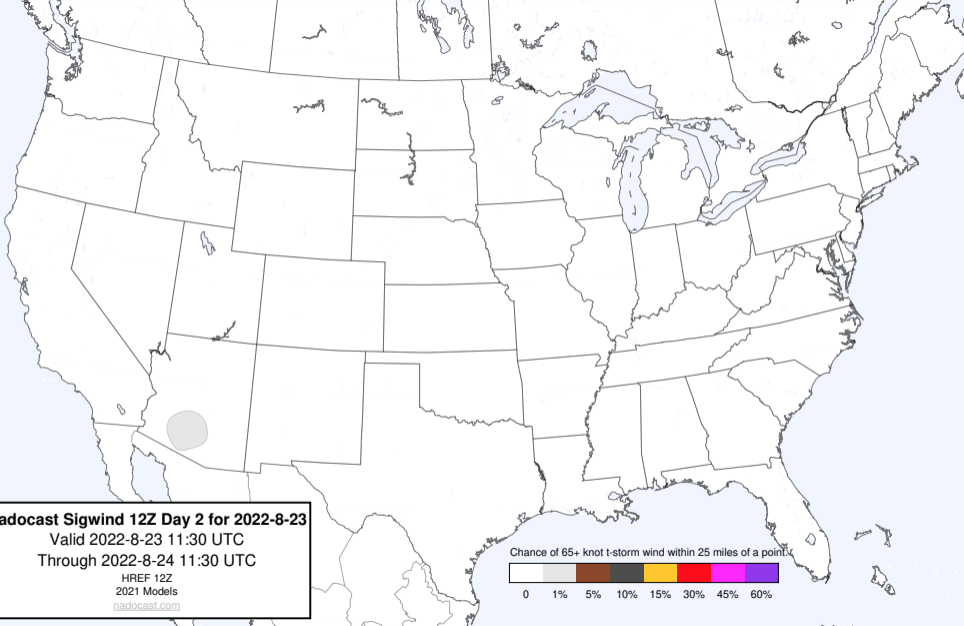 adocast Sigwind 12Z Day 2 for 2022-8-23
Valid 2022-8-23 11:30 UTC
Through 2022-8-24 11:30 UTC
HREF 12Z
2021 Models
nadocast.com
Chance of 65+ knot t-storm wind within 25 miles of a point.
0 1% 5% 10% 15% 30% 45% 60%